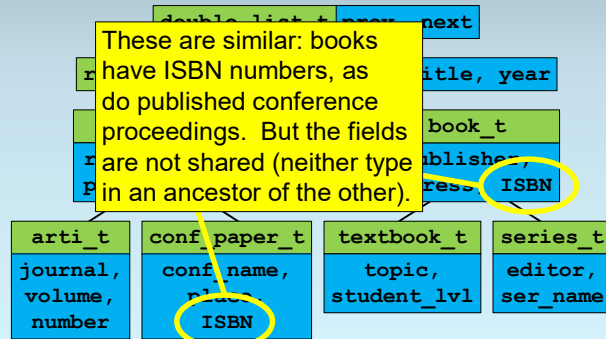 double_list_t prev, next
These are similar: books
have ISBN numbers, as
do published conference
proceedings. But the fields
are not shared (neither type
in an ancestor of the other).
title, year
book_t
publisher,
ISBN
arti_t conf_paper_t textbook_t series_t
journal, conf_name, topic, editor,
volume, place, student_lvl ser_name
number ISBN